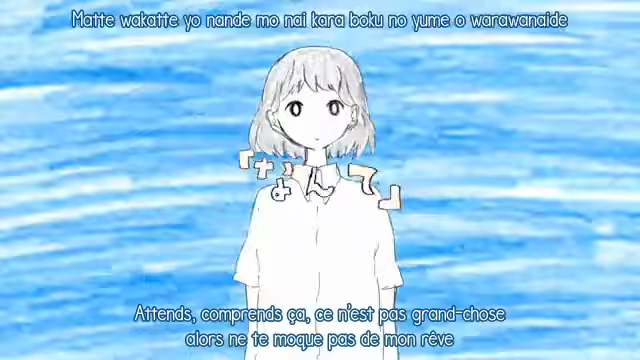 Matte wakatte yo nande mo nai kara boku no yume o warawanaide
「なんて」
Attends, comprends ça, ce n'est pas grand-chose
alors ne te moque pas de mon rêve